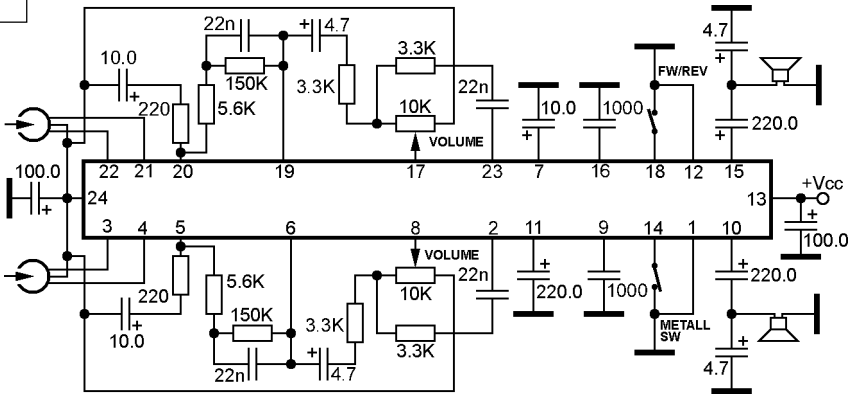 22n
4.7
3.3K
4.7
10.0
150K
3.3K
22n
FW/REV
220
5.6K
10K
10.0
1000
220.0
VOLUME
100.0
22 21 20 19 17 23 7 16 18 12 15
+Vcc
24
13
3 4 5 6 8 2 11 9 14 1 10
100.0
VOLUME
5.6K
22n
220
10K
220.0
1000
220.0
150K
3.3K
METALL
SW
10.0
3.3K
22n
4.7
4.7